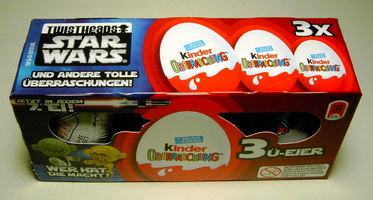 TWISTHEADS
STAR
WARS
UND ANDERE TOLLE
ÜBERRASCHUNGEN!
3x
Kinder
ÜBERRASCHUNG
Kinder
ÜBERRASCHUNG
Kinder
ÜBERRASCHUNG
JETZT IN JEDEM
7. EI!
WER HAT
DIE MACHT?
Kinder
ÜBERRASCHUNG
3 Ü-EIER